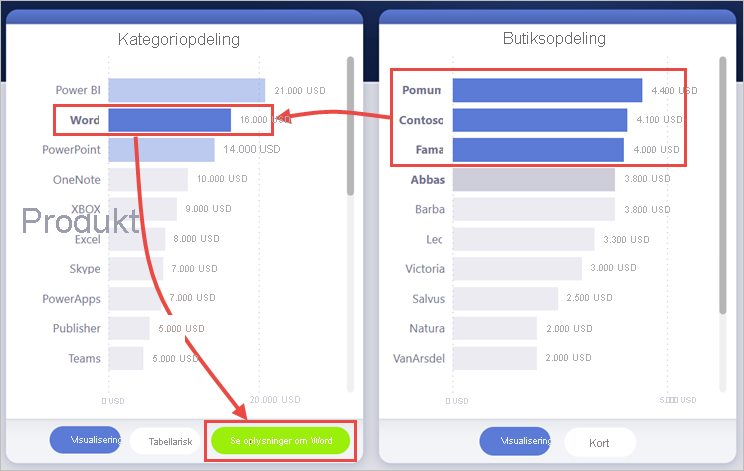 Kategoriopdeling
Power BI 21.000 USD
Word 16.000 USD
PowerPoint 14.000 USD
OneNote 10.000 USD
XBOX 9.000 USD
Produkt
Excel 8.000 USD
Skype 7.000 USD
PowerApps 7.000 USD
Publisher 5.000 USD
Teams 5.000 USD
0 USD 20.000 USD
Visualisering Tabellarisk Se oplysninger om Word
Butiksopdeling
Pomum 4.400 USD
Contoso 4.100 USD
Fama 4.000 USD
Abbas 3.800 USD
Barba 3.800 USD
Leo 3.300 USD
Victoria 3.000 USD
Salvus 2.500 USD
Natura 2.000 USD
VanArsdel 2.000 USD
0 USD 5.000 USD
Visualisering Kort